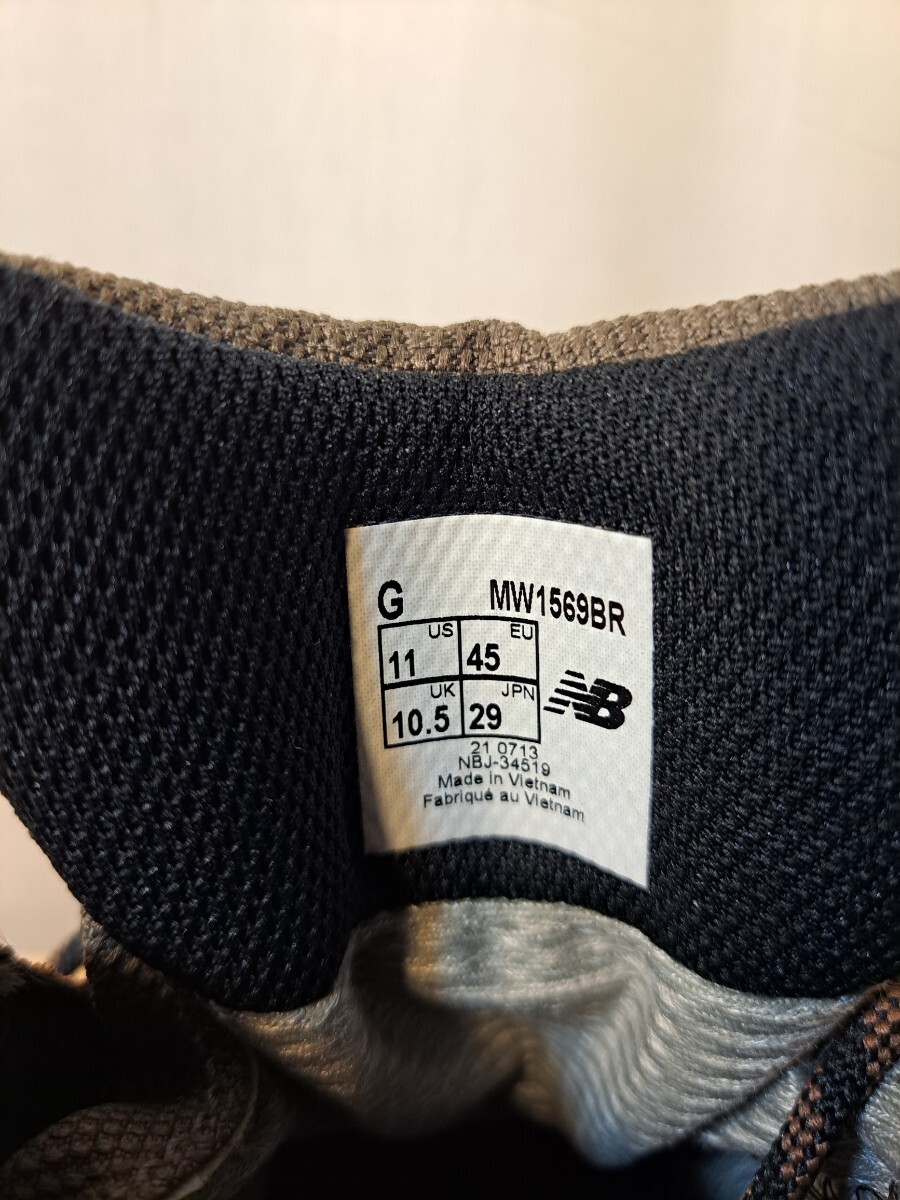 G MW1569BR
US EU
11 45
UK JPN
10.5 29
NB
21 0713
NBJ-34519
Made in Vietnam
Fabriqué au Vietnam